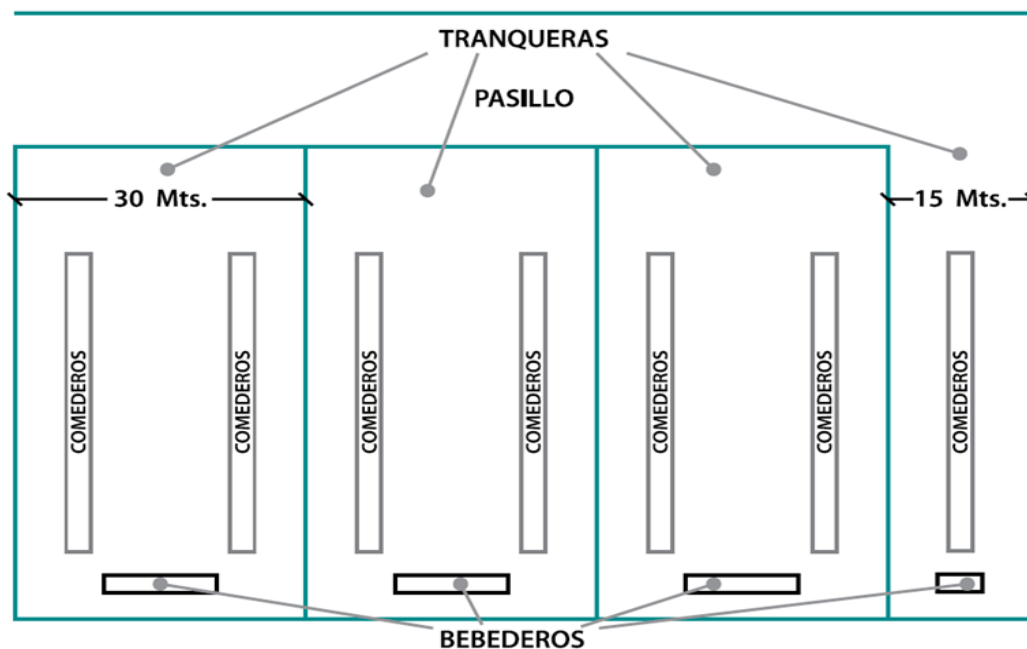 TRANQUERAS
PASILLO
30 Mts.
15 Mts.
COMEDEROS
COMEDEROS
COMEDEROS
COMEDEROS
COMEDEROS
COMEDEROS
COMEDEROS
BEBEDEROS